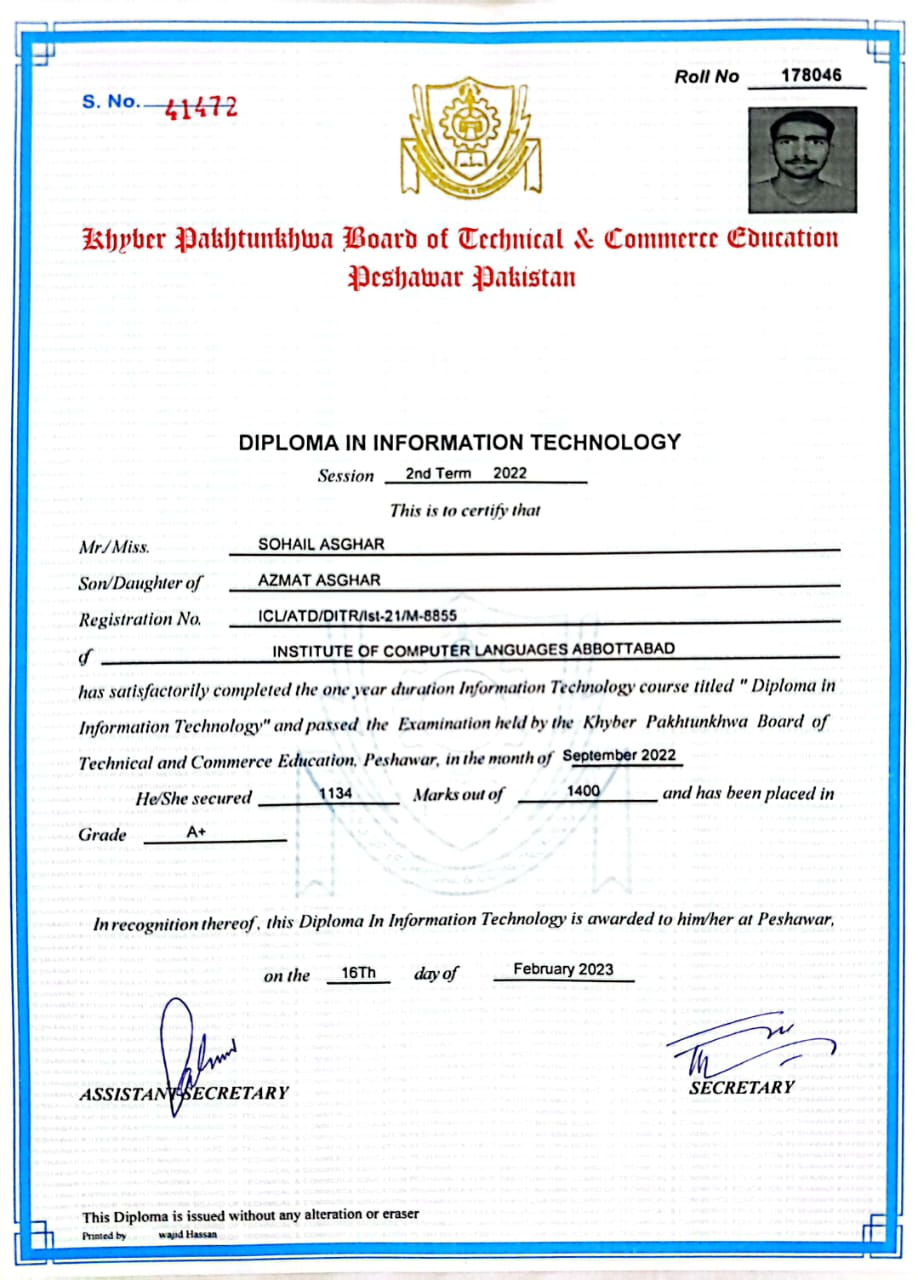 Roll No 178046
S. No. 41472
Khyber Pakhtunkhwa Board of Technical & Commerce Education
Peshawar Pakistan
DIPLOMA IN INFORMATION TECHNOLOGY
Session 2nd Term 2022
This is to certify that
Mr./Miss. SOHAIL ASGHAR
Son/Daughter of AZMAT ASGHAR
Registration No. ICL/ATD/DITR/Ist-21/M-8855
of INSTITUTE OF COMPUTER LANGUAGES ABBOTTABAD
has satisfactorily completed the one year duration Information Technology course titled " Diploma in
Information Technology" and passed the Examination held by the Khyber Pakhtunkhwa Board of
Technical and Commerce Education, Peshawar, in the month of September 2022
He/She secured 1134 Marks out of 1400 and has been placed in
Grade A+
In recognition thereof, this Diploma In Information Technology is awarded to him/her at Peshawar,
on the 16Th day of February 2023
ASSISTANT SECRETARY
SECRETARY
This Diploma is issued without any alteration or eraser
Printed by wajid Hassan